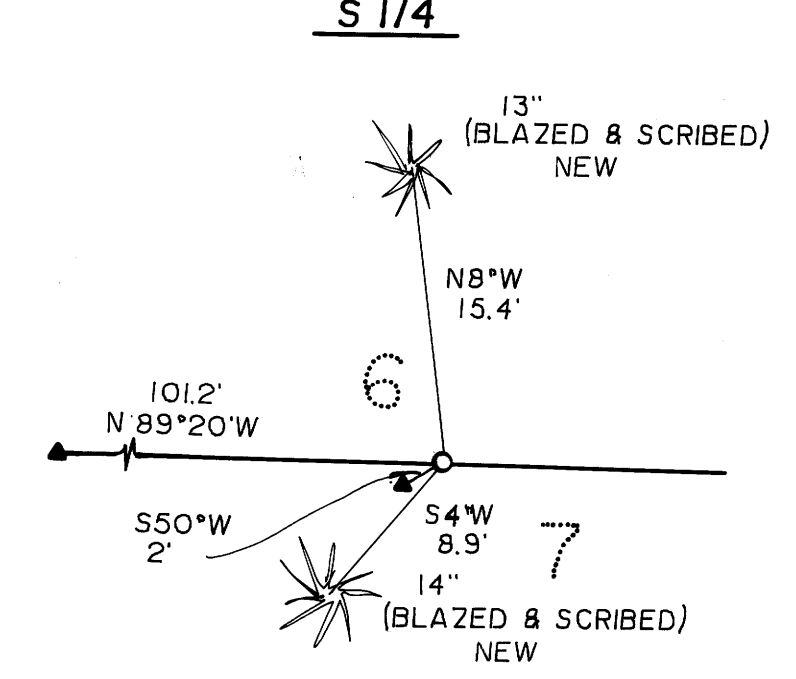 S 1/4
13"
(BLAZED & SCRIBED)
NEW
N8°W
15.4'
6
101.2'
N 89°20'W
S50°W
2'
S4°W
8.9'
7
14"
(BLAZED & SCRIBED)
NEW